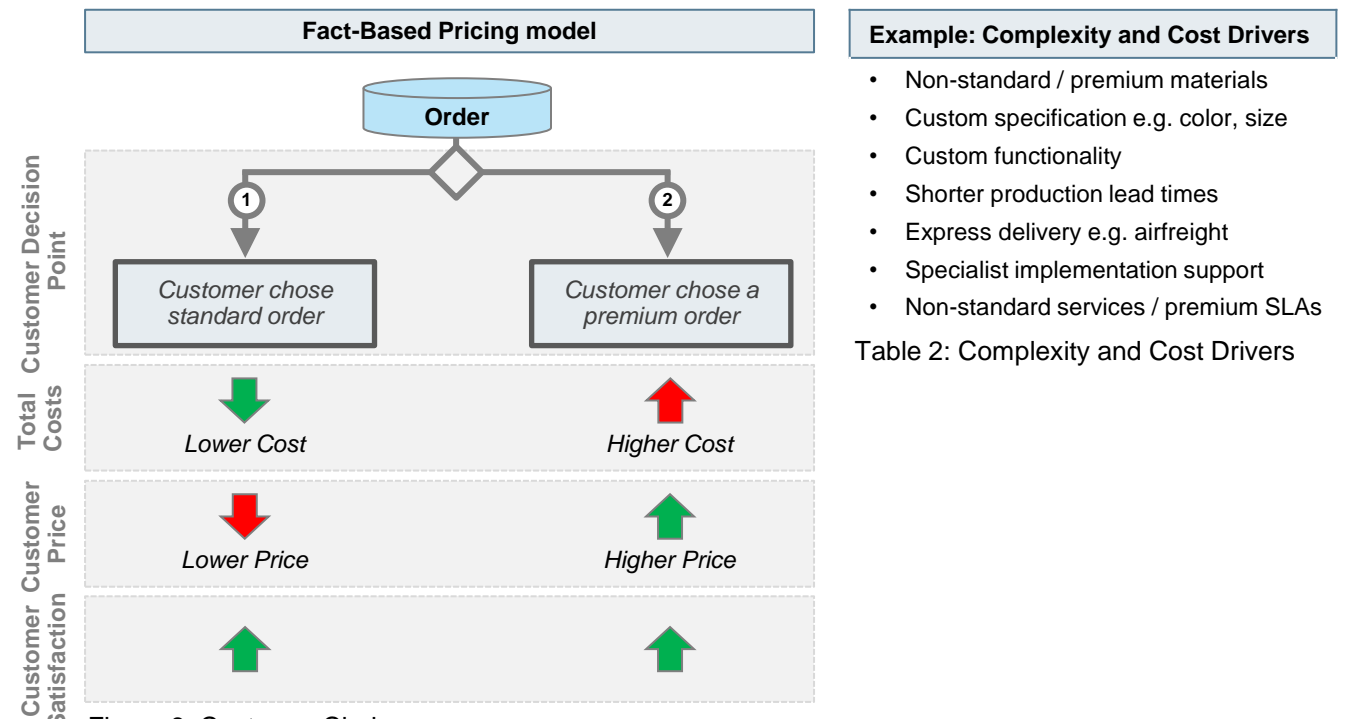 Fact-Based Pricing model
Order
Customer Decision
Point
1
2
Customer chose
standard order
Customer chose a
premium order
Total
Costs
Lower Cost
Higher Cost
Customer
Price
Lower Price
Higher Price
Customer
Satisfaction
Example: Complexity and Cost Drivers
• Non-standard / premium materials
• Custom specification e.g. color, size
• Custom functionality
• Shorter production lead times
• Express delivery e.g. airfreight
• Specialist implementation support
• Non-standard services / premium SLAs
Table 2: Complexity and Cost Drivers